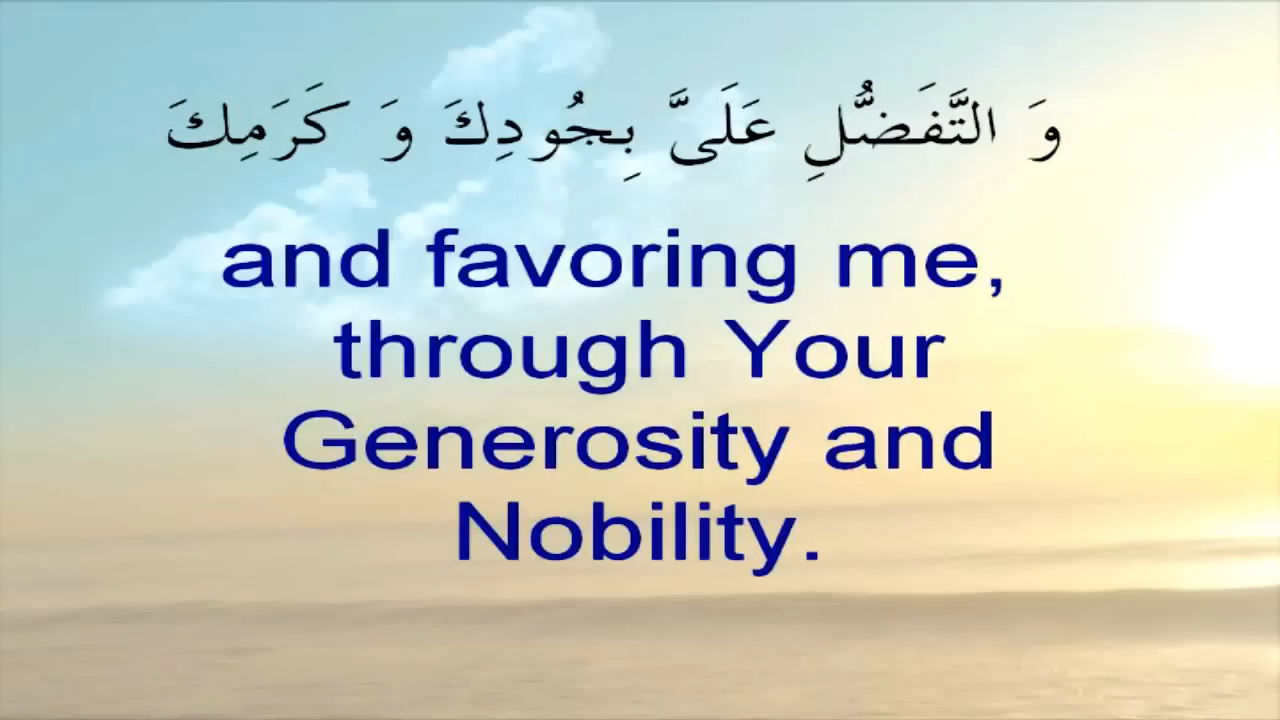 وَ التَّفَضُّلِ عَلَىَّ بِجُودِكَ وَ كَرَمِكَ
and favoring me,
through Your
Generosity and
Nobility.